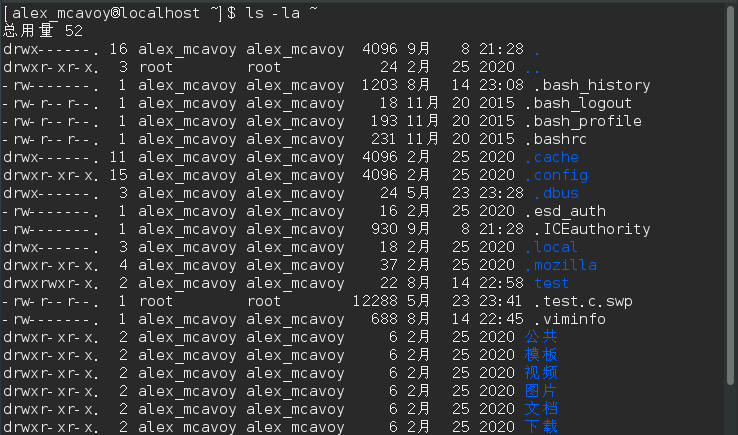 [alex_mcavoy@localhost ~]$ ls -la ~
总用量 52
drwx------. 16 alex_mcavoy alex_mcavoy  4096 9月   8 21:28 .
drwxr-xr-x.  3 root        root           24 2月  25 2020 ..
-rw-------.  1 alex_mcavoy alex_mcavoy  1203 8月  14 23:08 .bash_history
-rw-r--r--.  1 alex_mcavoy alex_mcavoy    18 11月 20 2015 .bash_logout
-rw-r--r--.  1 alex_mcavoy alex_mcavoy   193 11月 20 2015 .bash_profile
-rw-r--r--.  1 alex_mcavoy alex_mcavoy   231 11月 20 2015 .bashrc
drwx------. 11 alex_mcavoy alex_mcavoy  4096 2月  25 2020 .cache
drwxr-xr-x. 15 alex_mcavoy alex_mcavoy  4096 2月  25 2020 .config
drwx------.  3 alex_mcavoy alex_mcavoy    24 5月  23 23:28 .dbus
-rw-------.  1 alex_mcavoy alex_mcavoy    16 2月  25 2020 .esd_auth
-rw-------.  1 alex_mcavoy alex_mcavoy   930 9月   8 21:28 .ICEauthority
drwx------.  3 alex_mcavoy alex_mcavoy    18 2月  25 2020 .local
drwxr-xr-x.  4 alex_mcavoy alex_mcavoy    37 2月  25 2020 .mozilla
drwxrwxr-x.  2 alex_mcavoy alex_mcavoy    22 8月  14 22:58 test
-rw-r--r--.  1 root        root        12288 5月  23 23:41 .test.c.swp
-rw-------.  1 alex_mcavoy alex_mcavoy   688 8月  14 22:45 .viminfo
drwxr-xr-x.  2 alex_mcavoy alex_mcavoy     6 2月  25 2020 公共
drwxr-xr-x.  2 alex_mcavoy alex_mcavoy     6 2月  25 2020 模板
drwxr-xr-x.  2 alex_mcavoy alex_mcavoy     6 2月  25 2020 视频
drwxr-xr-x.  2 alex_mcavoy alex_mcavoy     6 2月  25 2020 图片
drwxr-xr-x.  2 alex_mcavoy alex_mcavoy     6 2月  25 2020 文档
drwxr-xr-x.  2 alex_mcavoy alex_mcavoy     6 2月  25 2020 下载